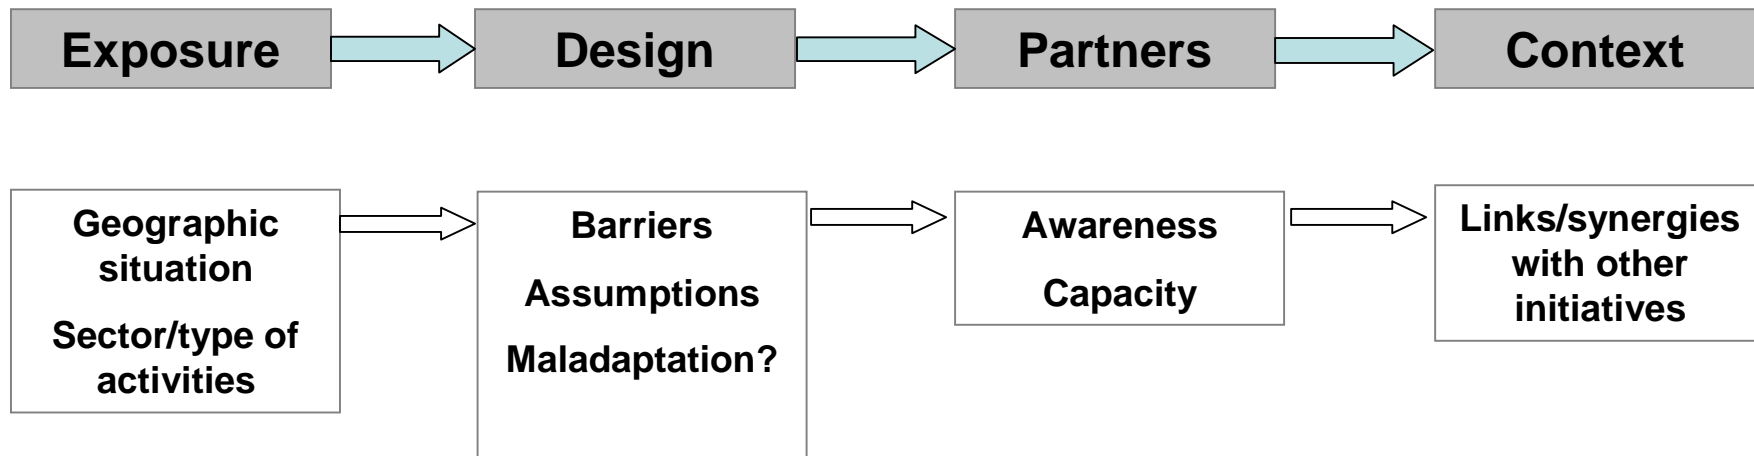 Exposure
Design
Partners
Context
Geographic
situation
Sector/type of
activities
Barriers
Assumptions
Maladaptation?
Awareness
Capacity
Links/synergies
with other
initiatives